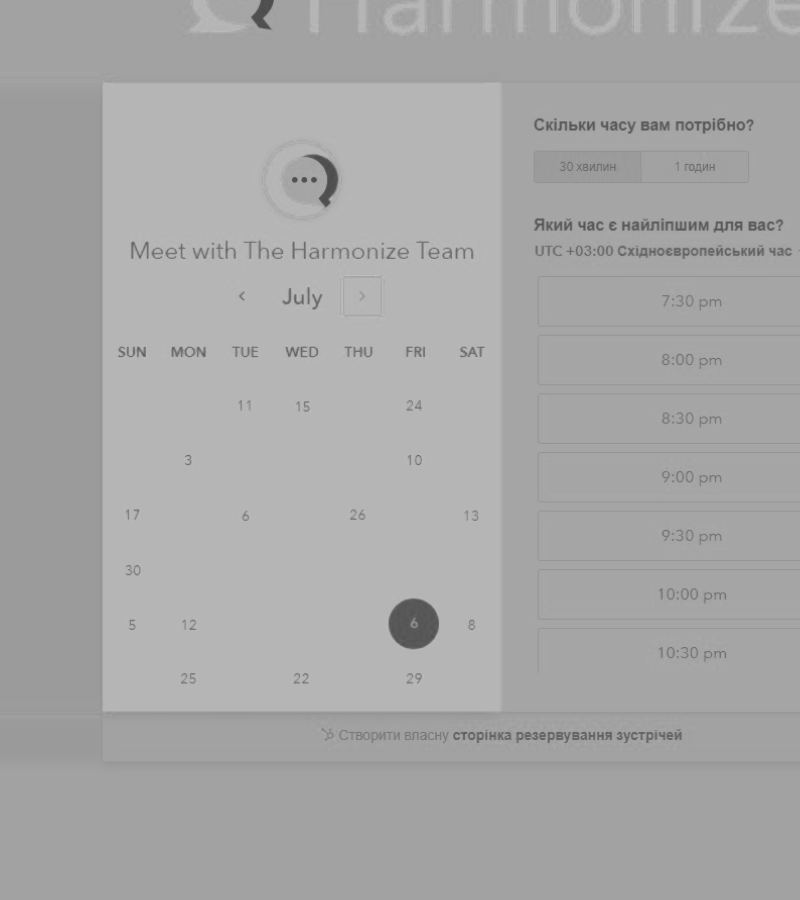 Harmonize
Скільки часу вам потрібно?
30 хвилин 1 годин
Meet with The Harmonize Team
Який час є найліпшим для вас?
UTC +03:00 Східноєвропейський час
‹ July ›
7:30 pm
SUN MON TUE WED THU FRI SAT
8:00 pm
11 15 24
8:30 pm
3 10
9:00 pm
17 6 26 13
9:30 pm
30
10:00 pm
5 12 6 8
10:30 pm
25 22 29
Створити власну сторінка резервування зустрічей